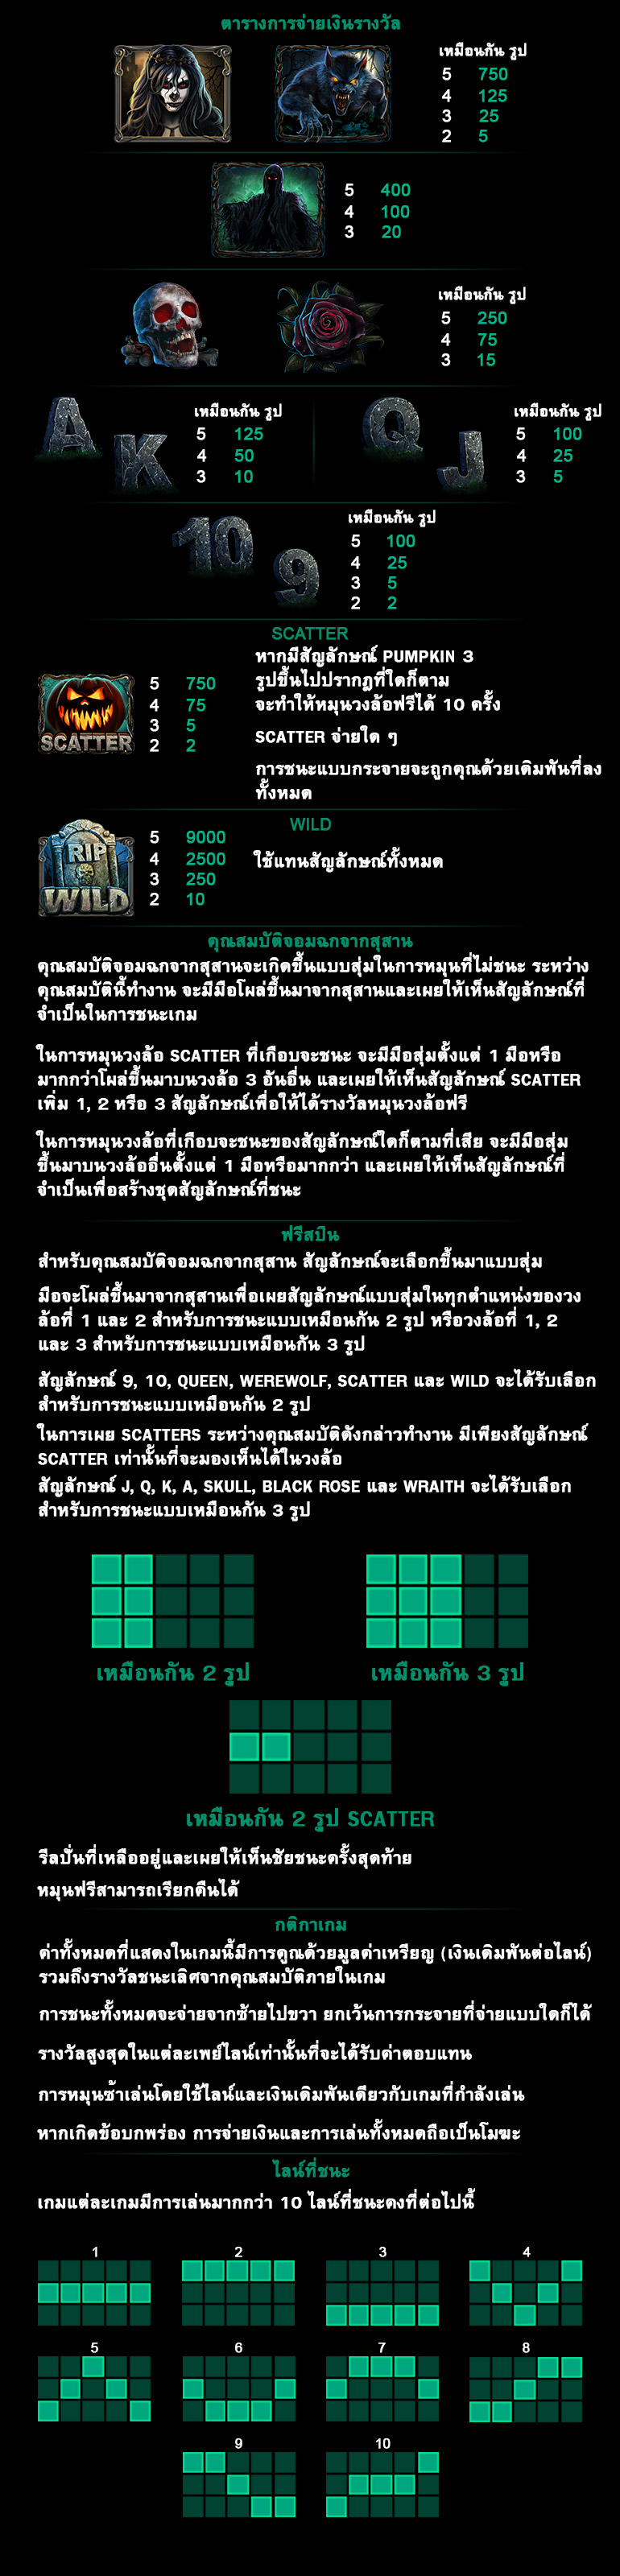 ตารางการจ่ายเงินรางวัล
เหมือนกัน รูป
5 750
4 125
3 25
2 5
5 400
4 100
3 20
เหมือนกัน รูป
5 250
4 75
3 15
A K
เหมือนกัน รูป
5 125
4 50
3 10
Q J
เหมือนกัน รูป
5 100
4 25
3 5
10 9
เหมือนกัน รูป
5 100
4 25
3 5
2 2
SCATTER
SCATTER
5 750
4 75
3 5
2 2
หากมีสัญลักษณ์ PUMPKIN 3
รูปขึ้นไปปรากฏที่ใดก็ตาม
จะทำให้หมุนวงล้อฟรีได้ 10 ครั้ง
SCATTER จ่ายใด ๆ
การชนะแบบกระจายจะถูกคูณด้วยเดิมพันที่ลง
ทั้งหมด
WILD
RIP
WILD
5 9000
4 2500
3 250
2 10
ใช้แทนสัญลักษณ์ทั้งหมด
คุณสมบัติจอมฉกจากสุสาน
คุณสมบัติจอมฉกจากสุสานจะเกิดขึ้นแบบสุ่มในการหมุนที่ไม่ชนะ ระหว่าง
คุณสมบัตินี้ทำงาน จะมีมือโผล่ขึ้นมาจากสุสานและเผยให้เห็นสัญลักษณ์ที่
จำเป็นในการชนะเกม
ในการหมุนวงล้อ SCATTER ที่เกือบจะชนะ จะมีมือสุ่มตั้งแต่ 1 มือหรือ
มากกว่าโผล่ขึ้นมาบนวงล้อ 3 อันอื่น และเผยให้เห็นสัญลักษณ์ SCATTER
เพิ่ม 1, 2 หรือ 3 สัญลักษณ์เพื่อให้ได้รางวัลหมุนวงล้อฟรี
ในการหมุนวงล้อที่เกือบจะชนะของสัญลักษณ์ใดก็ตามที่เสีย จะมีมือสุ่ม
ขึ้นมาบนวงล้ออื่นตั้งแต่ 1 มือหรือมากกว่า และเผยให้เห็นสัญลักษณ์ที่
จำเป็นเพื่อสร้างชุดสัญลักษณ์ที่ชนะ
ฟรีสปิน
สำหรับคุณสมบัติจอมฉกจากสุสาน สัญลักษณ์จะเลือกขึ้นมาแบบสุ่ม
มือจะโผล่ขึ้นมาจากสุสานเพื่อเผยสัญลักษณ์แบบสุ่มในทุกตำแหน่งของวง
ล้อที่ 1 และ 2 สำหรับการชนะแบบเหมือนกัน 2 รูป หรือวงล้อที่ 1, 2
และ 3 สำหรับการชนะแบบเหมือนกัน 3 รูป
สัญลักษณ์ 9, 10, QUEEN, WEREWOLF, SCATTER และ WILD จะได้รับเลือก
สำหรับการชนะแบบเหมือนกัน 2 รูป
ในการเผย SCATTERS ระหว่างคุณสมบัติดังกล่าวทำงาน มีเพียงสัญลักษณ์
SCATTER เท่านั้นที่จะมองเห็นได้ในวงล้อ
สัญลักษณ์ J, Q, K, A, SKULL, BLACK ROSE และ WRAITH จะได้รับเลือก
สำหรับการชนะแบบเหมือนกัน 3 รูป
เหมือนกัน 2 รูป
เหมือนกัน 3 รูป
เหมือนกัน 2 รูป SCATTER
รีลปั่นที่เหลืออยู่และเผยให้เห็นชัยชนะครั้งสุดท้าย
หมุนฟรีสามารถเรียกคืนได้
กติกาเกม
ค่าทั้งหมดที่แสดงในเกมนี้มีการคูณด้วยมูลค่าเหรียญ (เงินเดิมพันต่อไลน์)
รวมถึงรางวัลชนะเลิศจากคุณสมบัติภายในเกม
การชนะทั้งหมดจะจ่ายจากซ้ายไปขวา ยกเว้นการกระจายที่จ่ายแบบใดก็ได้
รางวัลสูงสุดในแต่ละเพย์ไลน์เท่านั้นที่จะได้รับค่าตอบแทน
การหมุนซ้ำเล่นโดยใช้ไลน์และเงินเดิมพันเดียวกับเกมที่กำลังเล่น
หากเกิดข้อบกพร่อง การจ่ายเงินและการเล่นทั้งหมดถือเป็นโมฆะ
ไลน์ที่ชนะ
เกมแต่ละเกมมีการเล่นมากกว่า 10 ไลน์ที่ชนะดงที่ต่อไปนี้
1 2 3 4
5 6 7 8
9 10